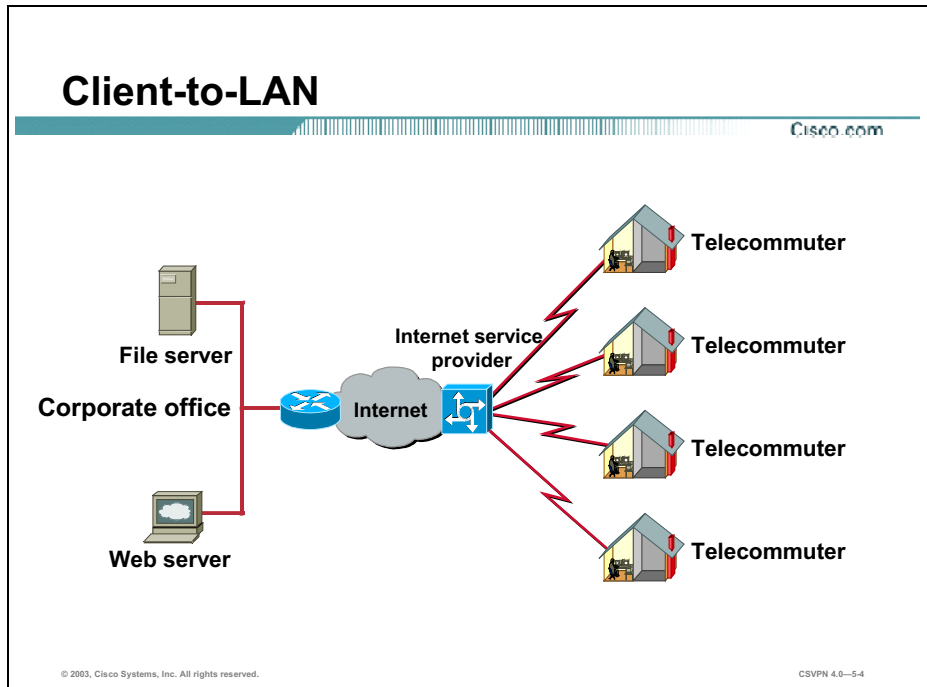 Client-to-LAN
Cisco.com
Telecommuter
File server
Internet service
provider
Telecommuter
Corporate office
Internet
Telecommuter
Web server
Telecommuter
© 2003, Cisco Systems, Inc. All rights reserved.
CSVPN 4.0—5-4